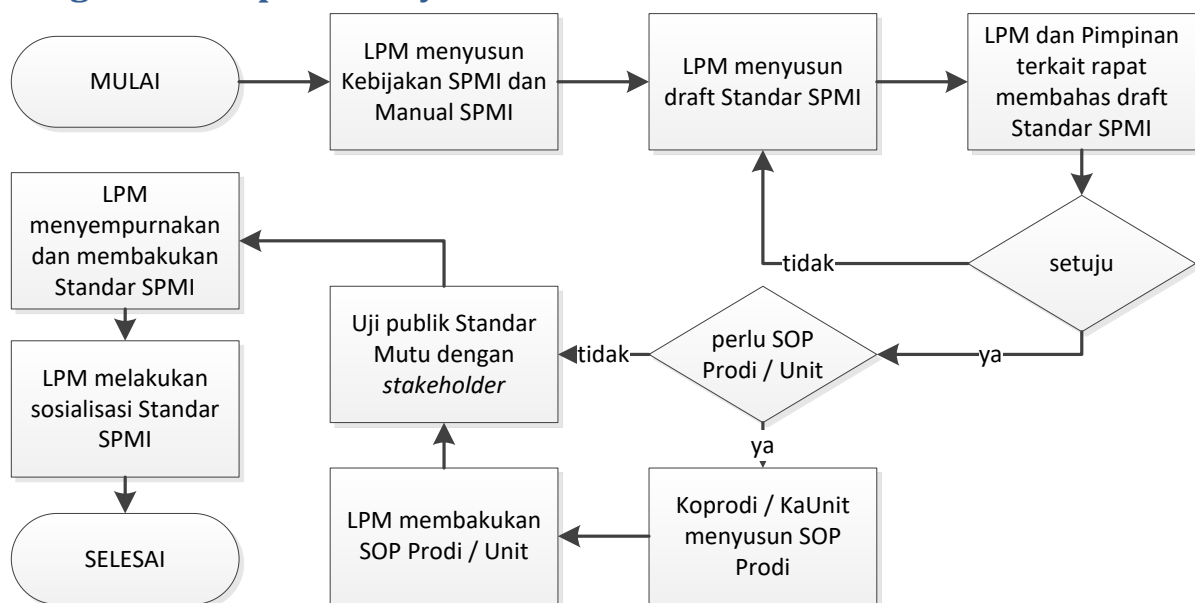 MULAI
LPM menyusun
Kebijakan SPMI dan
Manual SPMI
LPM menyusun
draft Standar SPMI
LPM dan Pimpinan
terkait rapat
membahas draft
Standar SPMI
setuju
tidak
ya
perlu SOP
Prodi / Unit
tidak
ya
Koprodi / KaUnit
menyusun SOP
Prodi
LPM membakukan
SOP Prodi / Unit
Uji publik Standar
Mutu dengan
stakeholder
LPM
menyempurnakan
dan membakukan
Standar SPMI
LPM melakukan
sosialisasi Standar
SPMI
SELESAI